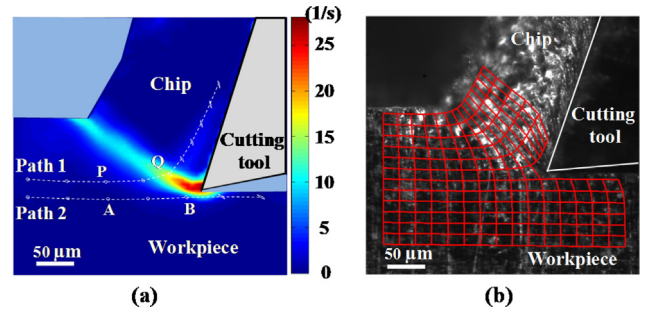 (1/s)
25
20
15
10
5
0
Chip
Cutting
tool
Path 1
P
Q
Path 2
A
B
50 µm
Workpiece
(a)
Chip
Cutting
tool
50 µm
Workpiece
(b)